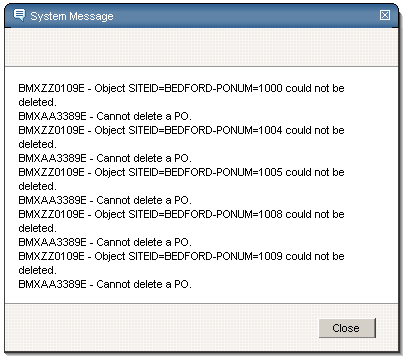 System Message
BMXZZ0109E - Object SITEID=BEDFORD-PONUM=1000 could not be
deleted.
BMXAA3389E - Cannot delete a PO.
BMXZZ0109E - Object SITEID=BEDFORD-PONUM=1004 could not be
deleted.
BMXAA3389E - Cannot delete a PO.
BMXZZ0109E - Object SITEID=BEDFORD-PONUM=1005 could not be
deleted.
BMXAA3389E - Cannot delete a PO.
BMXZZ0109E - Object SITEID=BEDFORD-PONUM=1008 could not be
deleted.
BMXAA3389E - Cannot delete a PO.
BMXZZ0109E - Object SITEID=BEDFORD-PONUM=1009 could not be
deleted.
BMXAA3389E - Cannot delete a PO.
Close